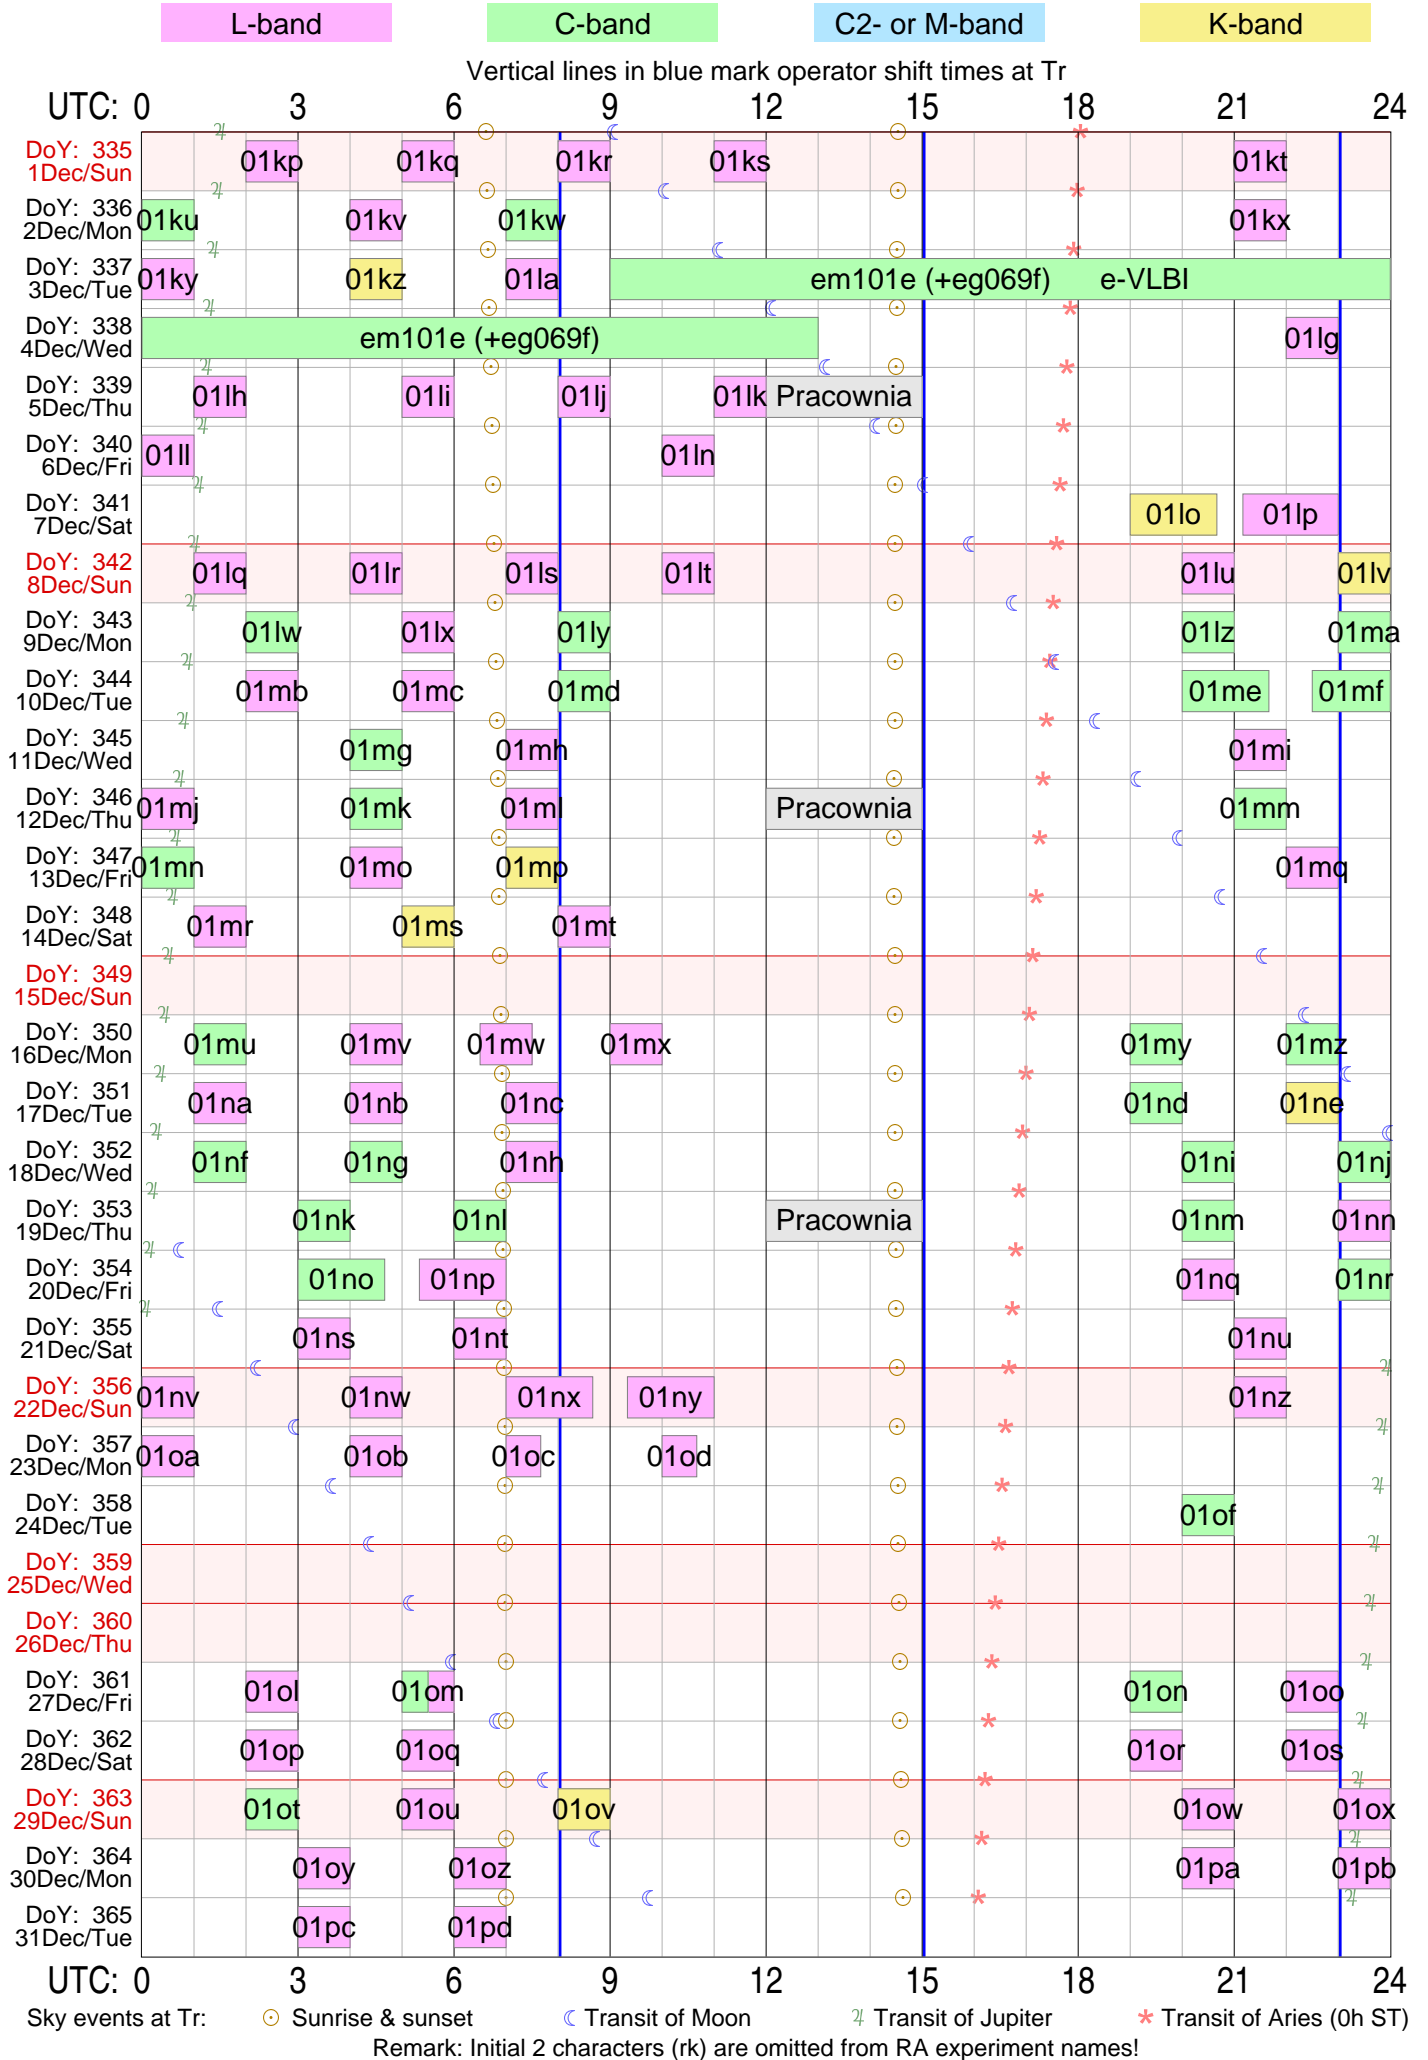 L-band C-band C2- or M-band K-band
Vertical lines in blue mark operator shift times at Tr
UTC: 0 3 6 9 12 15 18 21 24
DoY: 335
1Dec/Sun
01kp 01kq 01kr 01ks 01kt
DoY: 336
2Dec/Mon
01ku 01kv 01kw 01kx
DoY: 337
3Dec/Tue
01ky 01kz 01la em101e (+eg069f) e-VLBI
DoY: 338
4Dec/Wed
em101e (+eg069f) 01lg
DoY: 339
5Dec/Thu
01lh 01li 01lj 01lk Pracownia
DoY: 340
6Dec/Fri
01ll 01ln
DoY: 341
7Dec/Sat
01lo 01lp
DoY: 342
8Dec/Sun
01lq 01lr 01ls 01lt 01lu 01lv
DoY: 343
9Dec/Mon
01lw 01lx 01ly 01lz 01ma
DoY: 344
10Dec/Tue
01mb 01mc 01md 01me 01mf
DoY: 345
11Dec/Wed
01mg 01mh 01mi
DoY: 346
12Dec/Thu
01mj 01mk 01ml Pracownia 01mm
DoY: 347
13Dec/Fri
01mn 01mo 01mp 01mq
DoY: 348
14Dec/Sat
01mr 01ms 01mt
DoY: 349
15Dec/Sun
DoY: 350
16Dec/Mon
01mu 01mv 01mw 01mx 01my 01mz
DoY: 351
17Dec/Tue
01na 01nb 01nc 01nd 01ne
DoY: 352
18Dec/Wed
01nf 01ng 01nh 01ni 01nj
DoY: 353
19Dec/Thu
01nk 01nl Pracownia 01nm 01nn
DoY: 354
20Dec/Fri
01no 01np 01nq 01nr
DoY: 355
21Dec/Sat
01ns 01nt 01nu
DoY: 356
22Dec/Sun
01nv 01nw 01nx 01ny 01nz
DoY: 357
23Dec/Mon
01oa 01ob 01oc 01od
DoY: 358
24Dec/Tue
01of
DoY: 359
25Dec/Wed
DoY: 360
26Dec/Thu
DoY: 361
27Dec/Fri
01ol 01om 01on 01oo
DoY: 362
28Dec/Sat
01op 01oq 01or 01os
DoY: 363
29Dec/Sun
01ot 01ou 01ov 01ow 01ox
DoY: 364
30Dec/Mon
01oy 01oz 01pa 01pb
DoY: 365
31Dec/Tue
01pc 01pd
UTC: 0 3 6 9 12 15 18 21 24
Sky events at Tr: ☉ Sunrise & sunset ☾ Transit of Moon ♃ Transit of Jupiter * Transit of Aries (0h ST)
Remark: Initial 2 characters (rk) are omitted from RA experiment names!